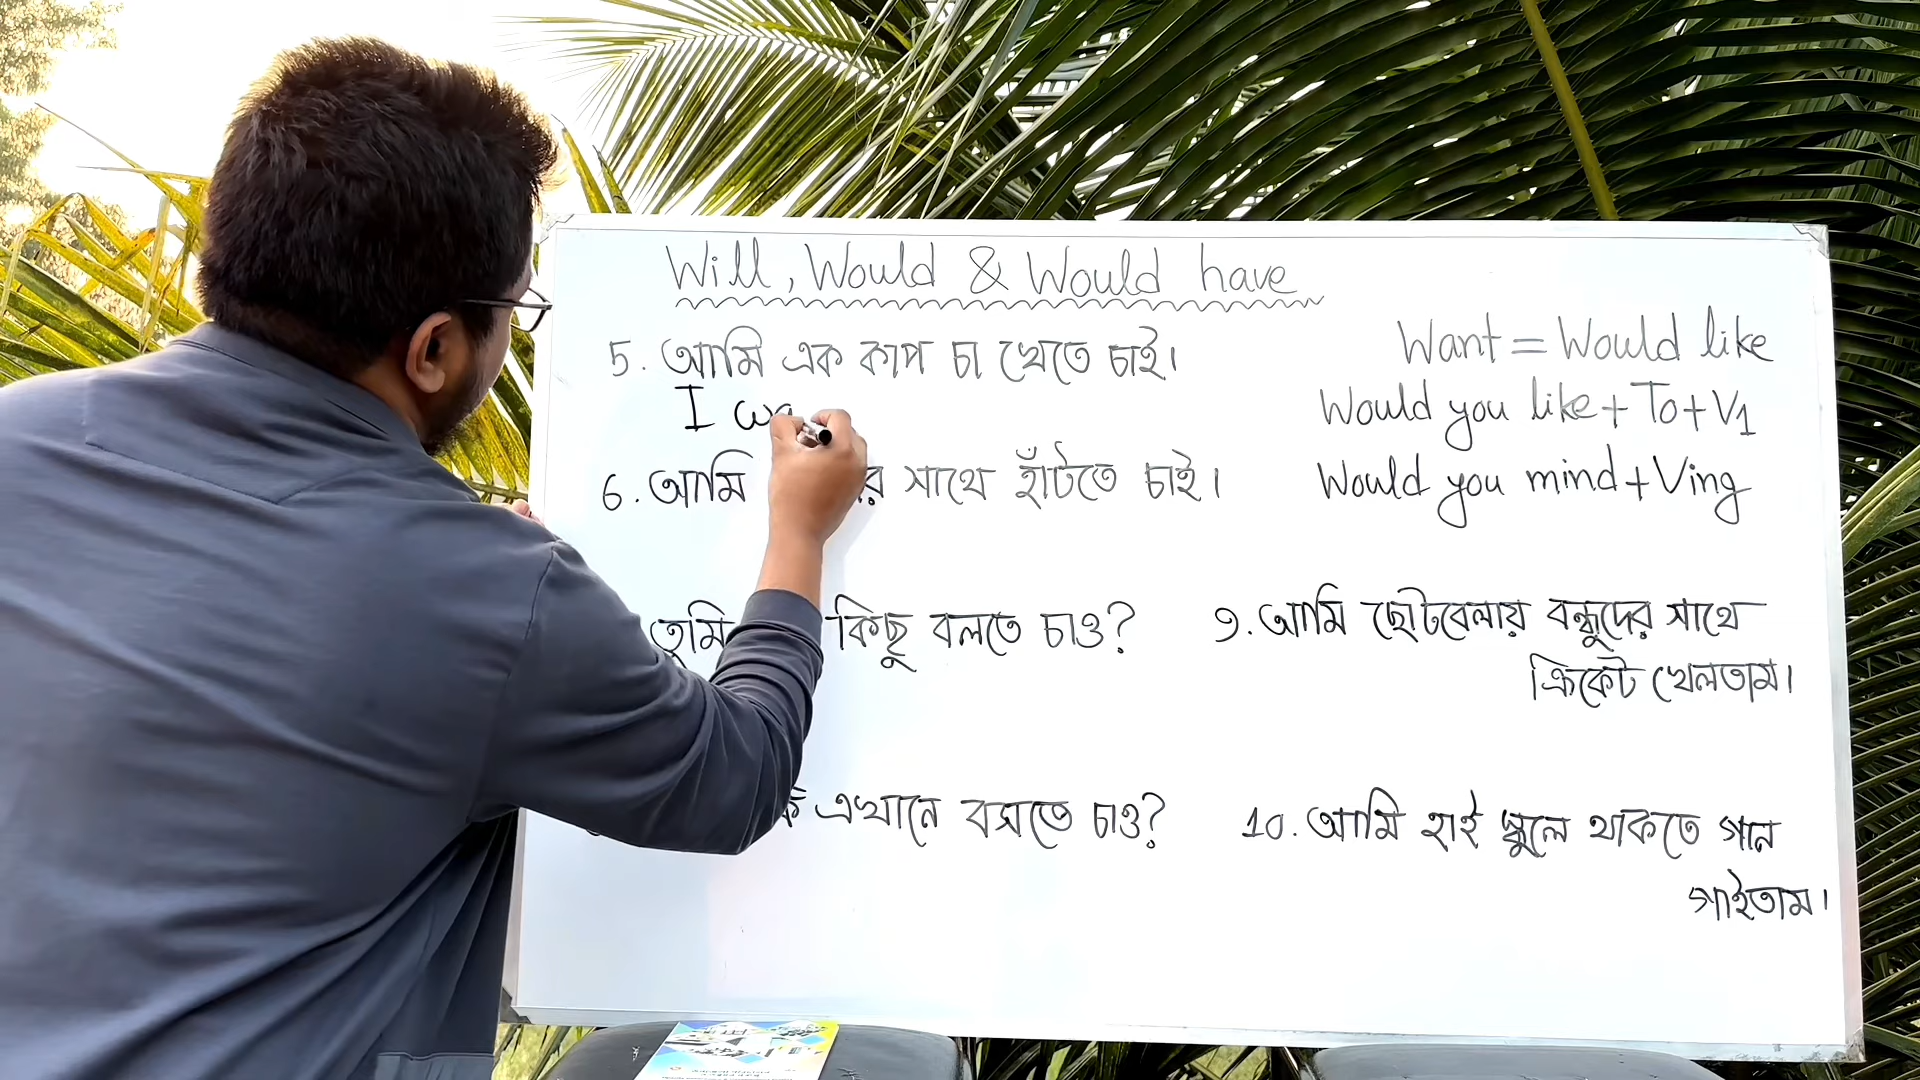 Will, Would & Would have
5. আমি এক কাপ চা খেতে চাই।
I wa
6. আমি র সাথে হাঁটতে চাই।
তুমি কিছু বলতে চাও?
এখানে বসতে চাও?
Want = Would like
Would you like + To + V1
Would you mind + Ving
9. আমি ছোটবেলায় বন্ধুদের সাথে
ক্রিকেট খেলতাম।
10. আমি হাই স্কুলে থাকতে গান
গাইতাম।